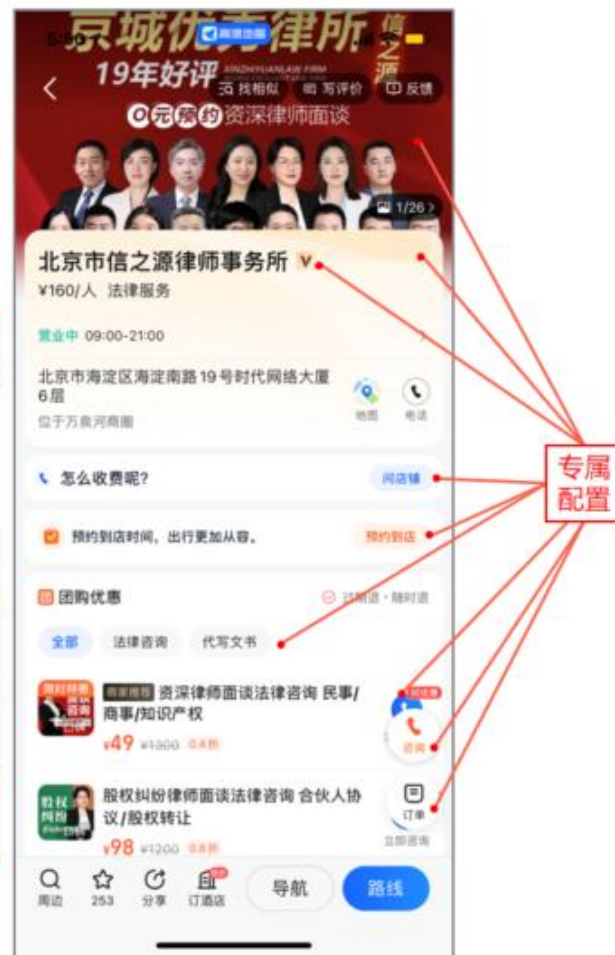 京城优秀律所
信之源
高德地图
19年好评
XINZHIYUANLAW FIRM
找相似
写评价
反馈
0元预约资深律师面谈
1/26 >
北京市信之源律师事务所 V
¥160/人 法律服务
营业中 09:00-21:00
北京市海淀区海淀南路19号时代网络大厦
6层
位于万泉河商圈
地图
电话
怎么收费呢?
问店铺
专属
配置
预约到店时间，出行更加从容。
预约到店
团购优惠
过期退·随时退
全部
法律咨询
代写文书
资深律师面谈法律咨询 民事/
商事/知识产权
¥49 ¥1300 0.4折
咨询
股权
纠纷
股权纠纷律师面谈法律咨询 合伙人协
议/股权转让
¥98 ¥1200 0.8折
订单
立即咨询
周边
253
分享
订酒店
导航
路线